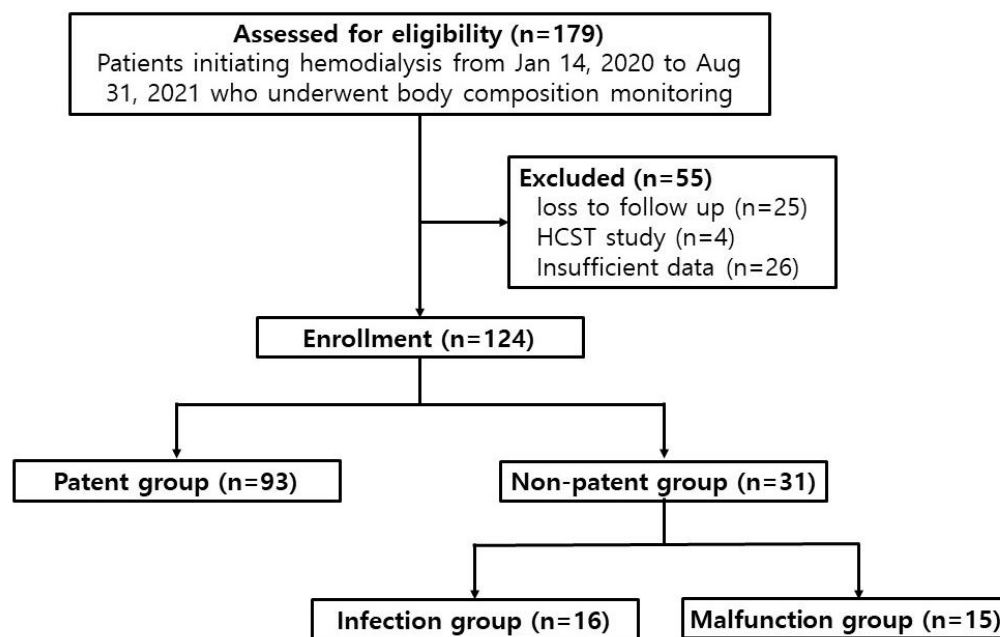 Assessed for eligibility (n=179)
Patients initiating hemodialysis from Jan 14, 2020 to Aug
31, 2021 who underwent body composition monitoring
Excluded (n=55)
loss to follow up (n=25)
HCST study (n=4)
Insufficient data (n=26)
Enrollment (n=124)
Patent group (n=93)
Non-patent group (n=31)
Infection group (n=16)
Malfunction group (n=15)